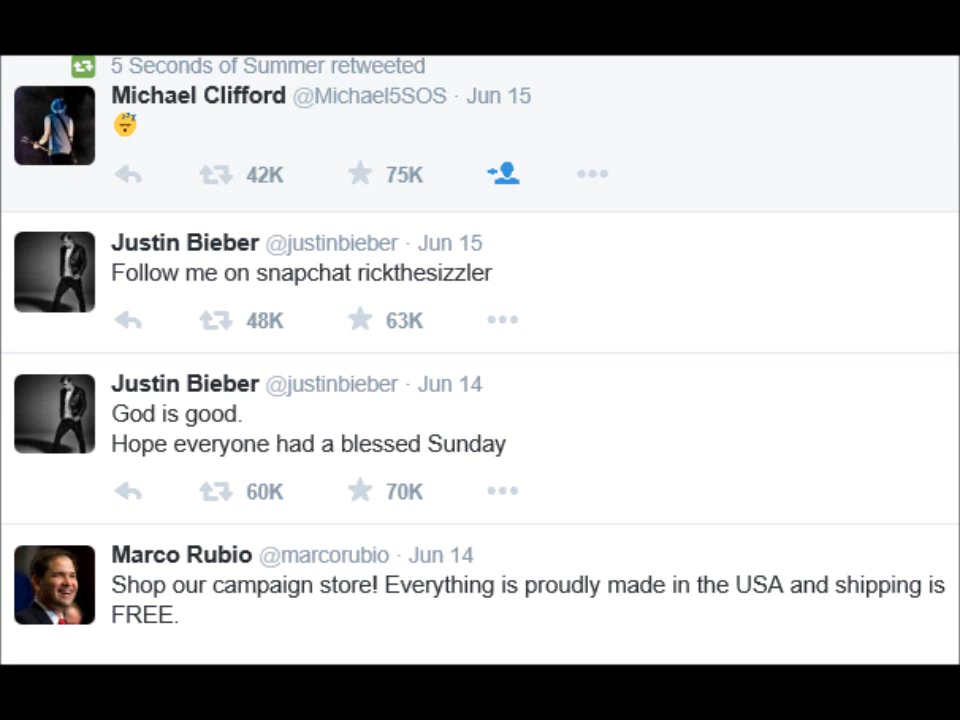 5 Seconds of Summer retweeted
Michael Clifford @Michael5SOS · Jun 15
😴
42K 75K
Justin Bieber @justinbieber · Jun 15
Follow me on snapchat rickthesizzler
48K 63K
Justin Bieber @justinbieber · Jun 14
God is good.
Hope everyone had a blessed Sunday
60K 70K
Marco Rubio @marcorubio · Jun 14
Shop our campaign store! Everything is proudly made in the USA and shipping is
FREE.